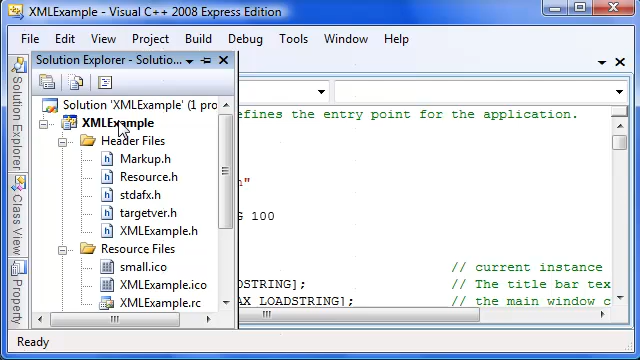 XMLExample - Visual C++ 2008 Express Edition
File Edit View Project Build Debug Tools Window Help
Solution Explorer - Solutio...
Solution 'XMLExample' (1 pro
XMLExample
Header Files
Markup.h
Resource.h
stdafx.h
targetver.h
XMLExample.h
Resource Files
small.ico
XMLExample.ico
XMLExample.rc
Solution Explorer
Class View
Property
efines the entry point for the application.
"
G 100
// current instance
DSTRING]; // The title bar tex
AX_LOADSTRING]; // the main window c
Ready